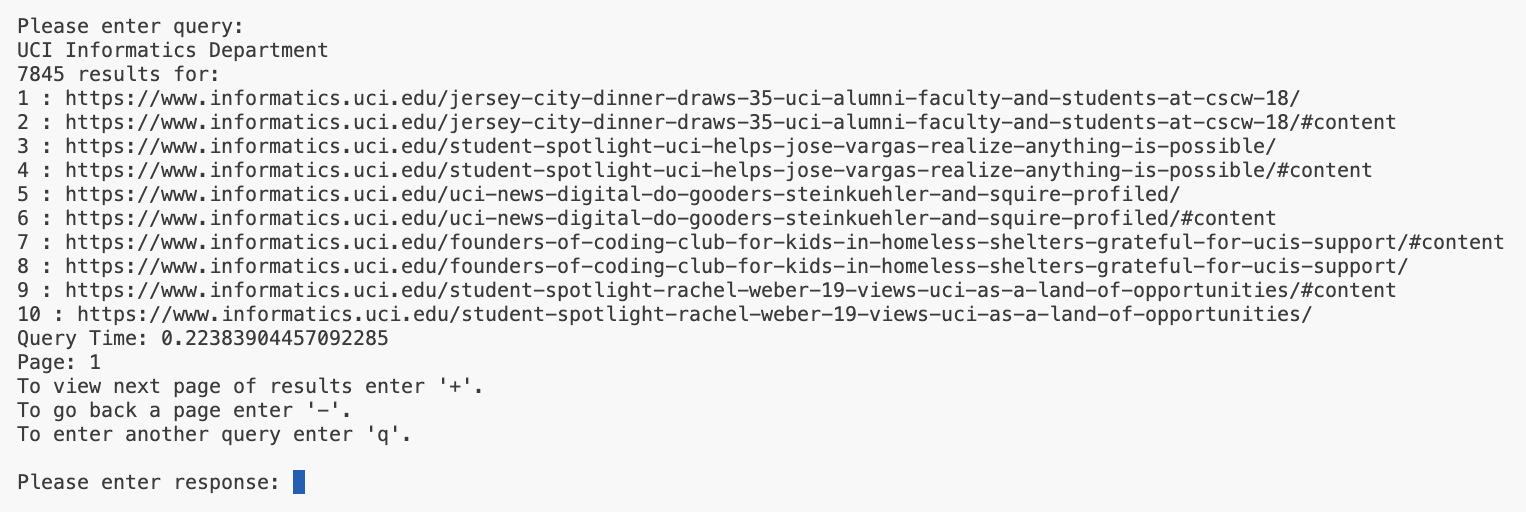 Please enter query:
UCI Informatics Department
7845 results for:
1 : https://www.informatics.uci.edu/jersey-city-dinner-draws-35-uci-alumni-faculty-and-students-at-cscw-18/
2 : https://www.informatics.uci.edu/jersey-city-dinner-draws-35-uci-alumni-faculty-and-students-at-cscw-18/#content
3 : https://www.informatics.uci.edu/student-spotlight-uci-helps-jose-vargas-realize-anything-is-possible/
4 : https://www.informatics.uci.edu/student-spotlight-uci-helps-jose-vargas-realize-anything-is-possible/#content
5 : https://www.informatics.uci.edu/uci-news-digital-do-gooders-steinkuehler-and-squire-profiled/
6 : https://www.informatics.uci.edu/uci-news-digital-do-gooders-steinkuehler-and-squire-profiled/#content
7 : https://www.informatics.uci.edu/founders-of-coding-club-for-kids-in-homeless-shelters-grateful-for-ucis-support/#content
8 : https://www.informatics.uci.edu/founders-of-coding-club-for-kids-in-homeless-shelters-grateful-for-ucis-support/
9 : https://www.informatics.uci.edu/student-spotlight-rachel-weber-19-views-uci-as-a-land-of-opportunities/#content
10 : https://www.informatics.uci.edu/student-spotlight-rachel-weber-19-views-uci-as-a-land-of-opportunities/
Query Time: 0.22383904457092285
Page: 1
To view next page of results enter '+'.
To go back a page enter '-'.
To enter another query enter 'q'.
Please enter response: